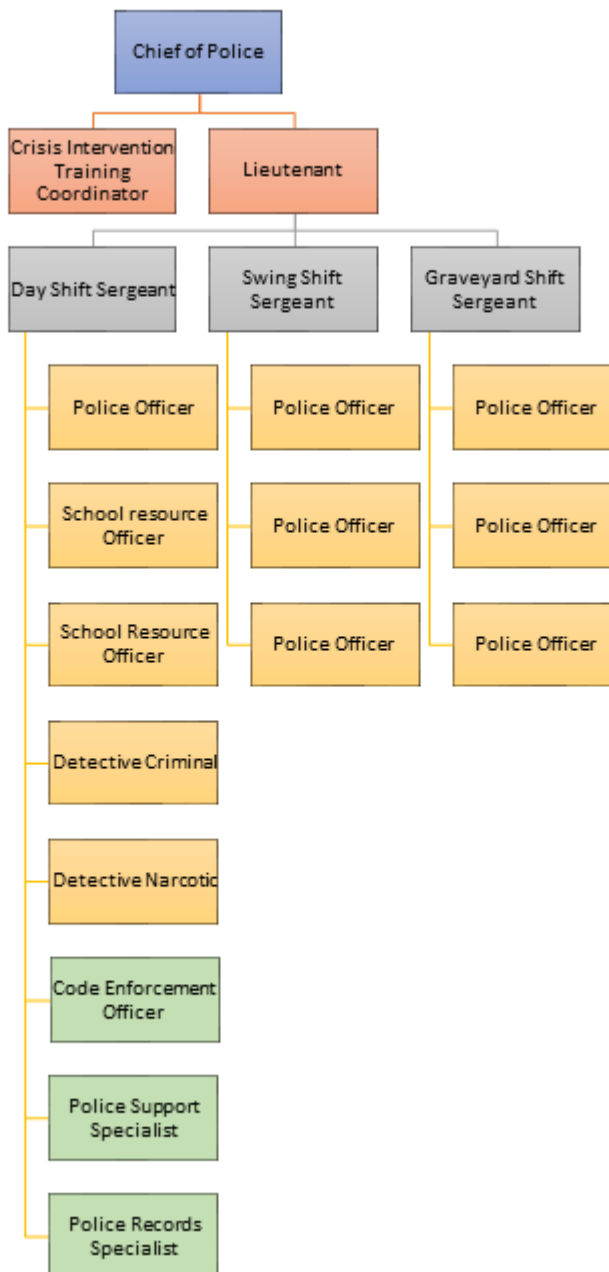 Chief of Police
Crisis Intervention
Training
Coordinator
Lieutenant
Day Shift Sergeant
Swing Shift
Sergeant
Graveyard Shift
Sergeant
Police Officer
Police Officer
Police Officer
School resource
Officer
Police Officer
Police Officer
School Resource
Officer
Police Officer
Police Officer
Detective Criminal
Detective Narcotic
Code Enforcement
Officer
Police Support
Specialist
Police Records
Specialist